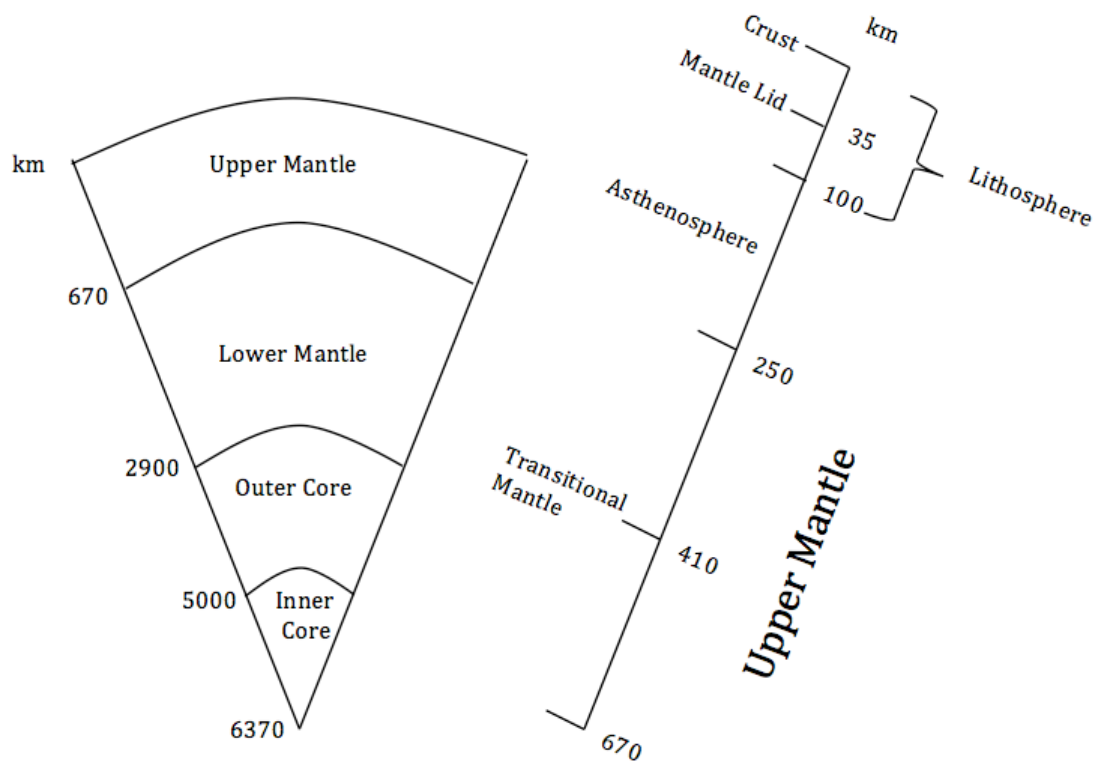 km
Upper Mantle
670
Lower Mantle
2900
Outer Core
5000
Inner
Core
6370
Crust
km
Mantle Lid
35
100
Lithosphere
Asthenosphere
250
Transitional
Mantle
410
Upper Mantle
670